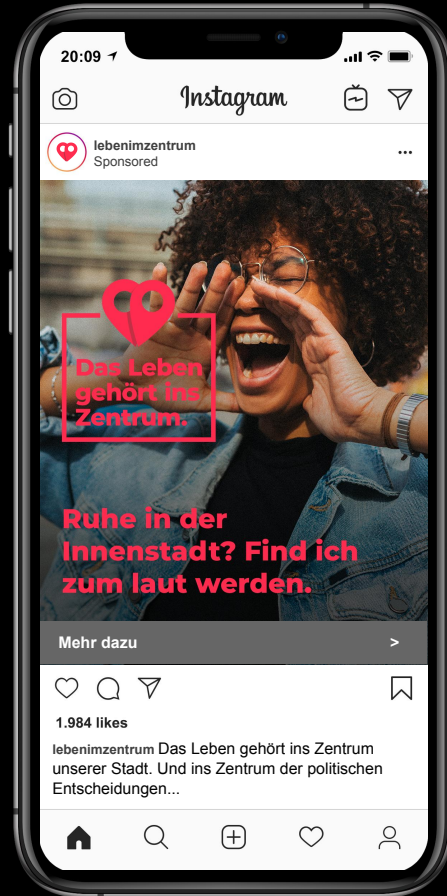 20:09
Instagram
lebenimzentrum
Sponsored
Das Leben
gehört ins
Zentrum.
Ruhe in der
Innenstadt? Find ich
zum laut werden.
Mehr dazu >
1.984 likes
lebenimzentrum Das Leben gehört ins Zentrum
unserer Stadt. Und ins Zentrum der politischen
Entscheidungen...